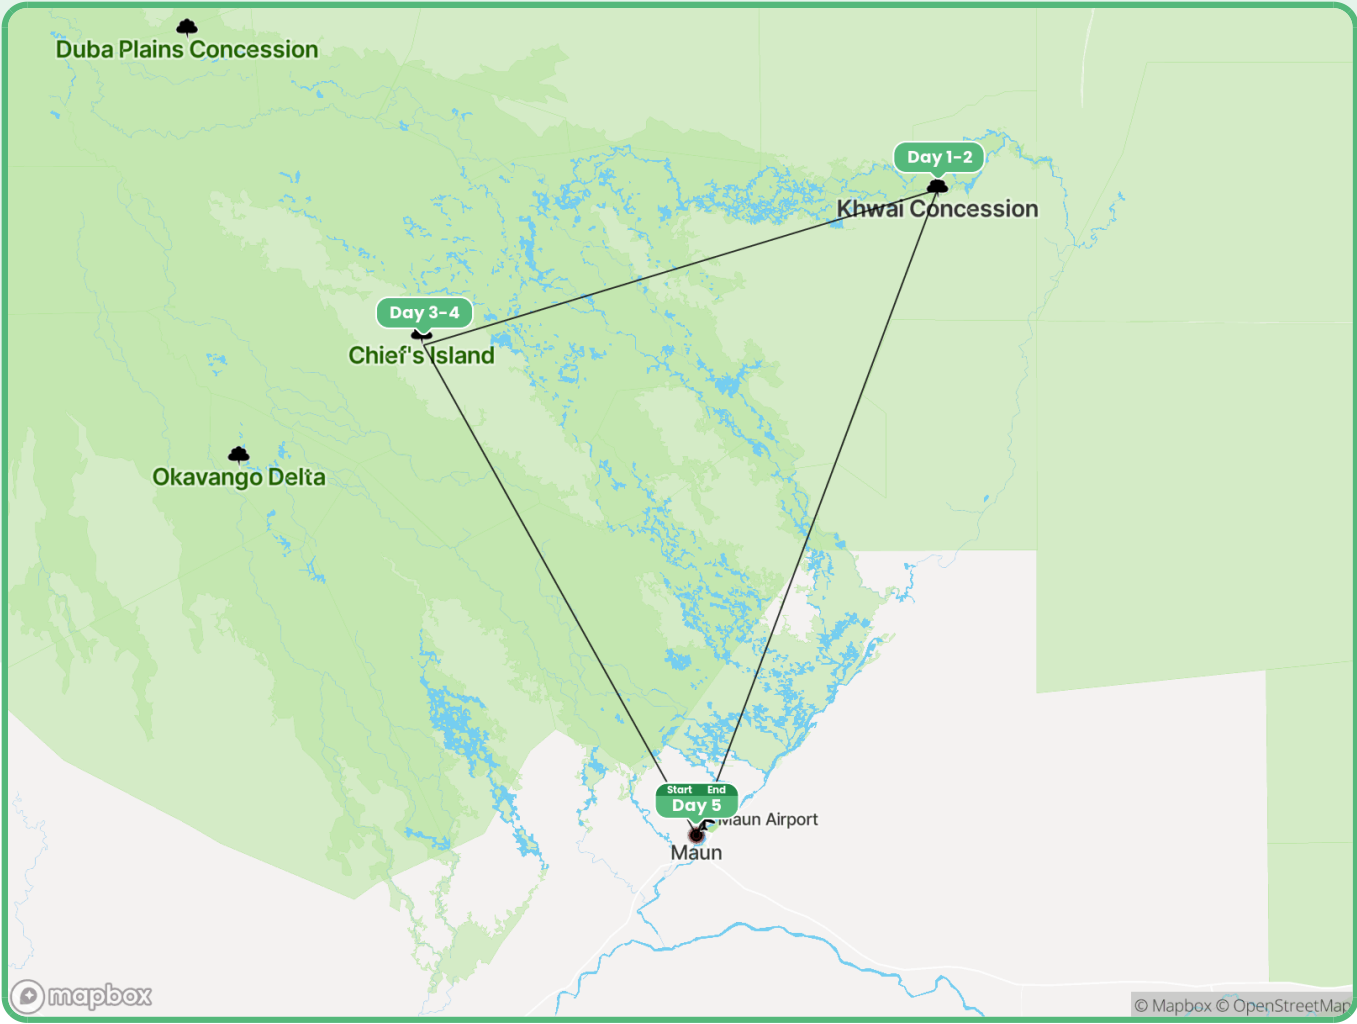 Duba Plains Concession
Day 1-2
Khwai Concession
Day 3-4
Chief's Island
Okavango Delta
Start End
Day 5
Maun Airport
Maun
mapbox
© Mapbox © OpenStreetMap